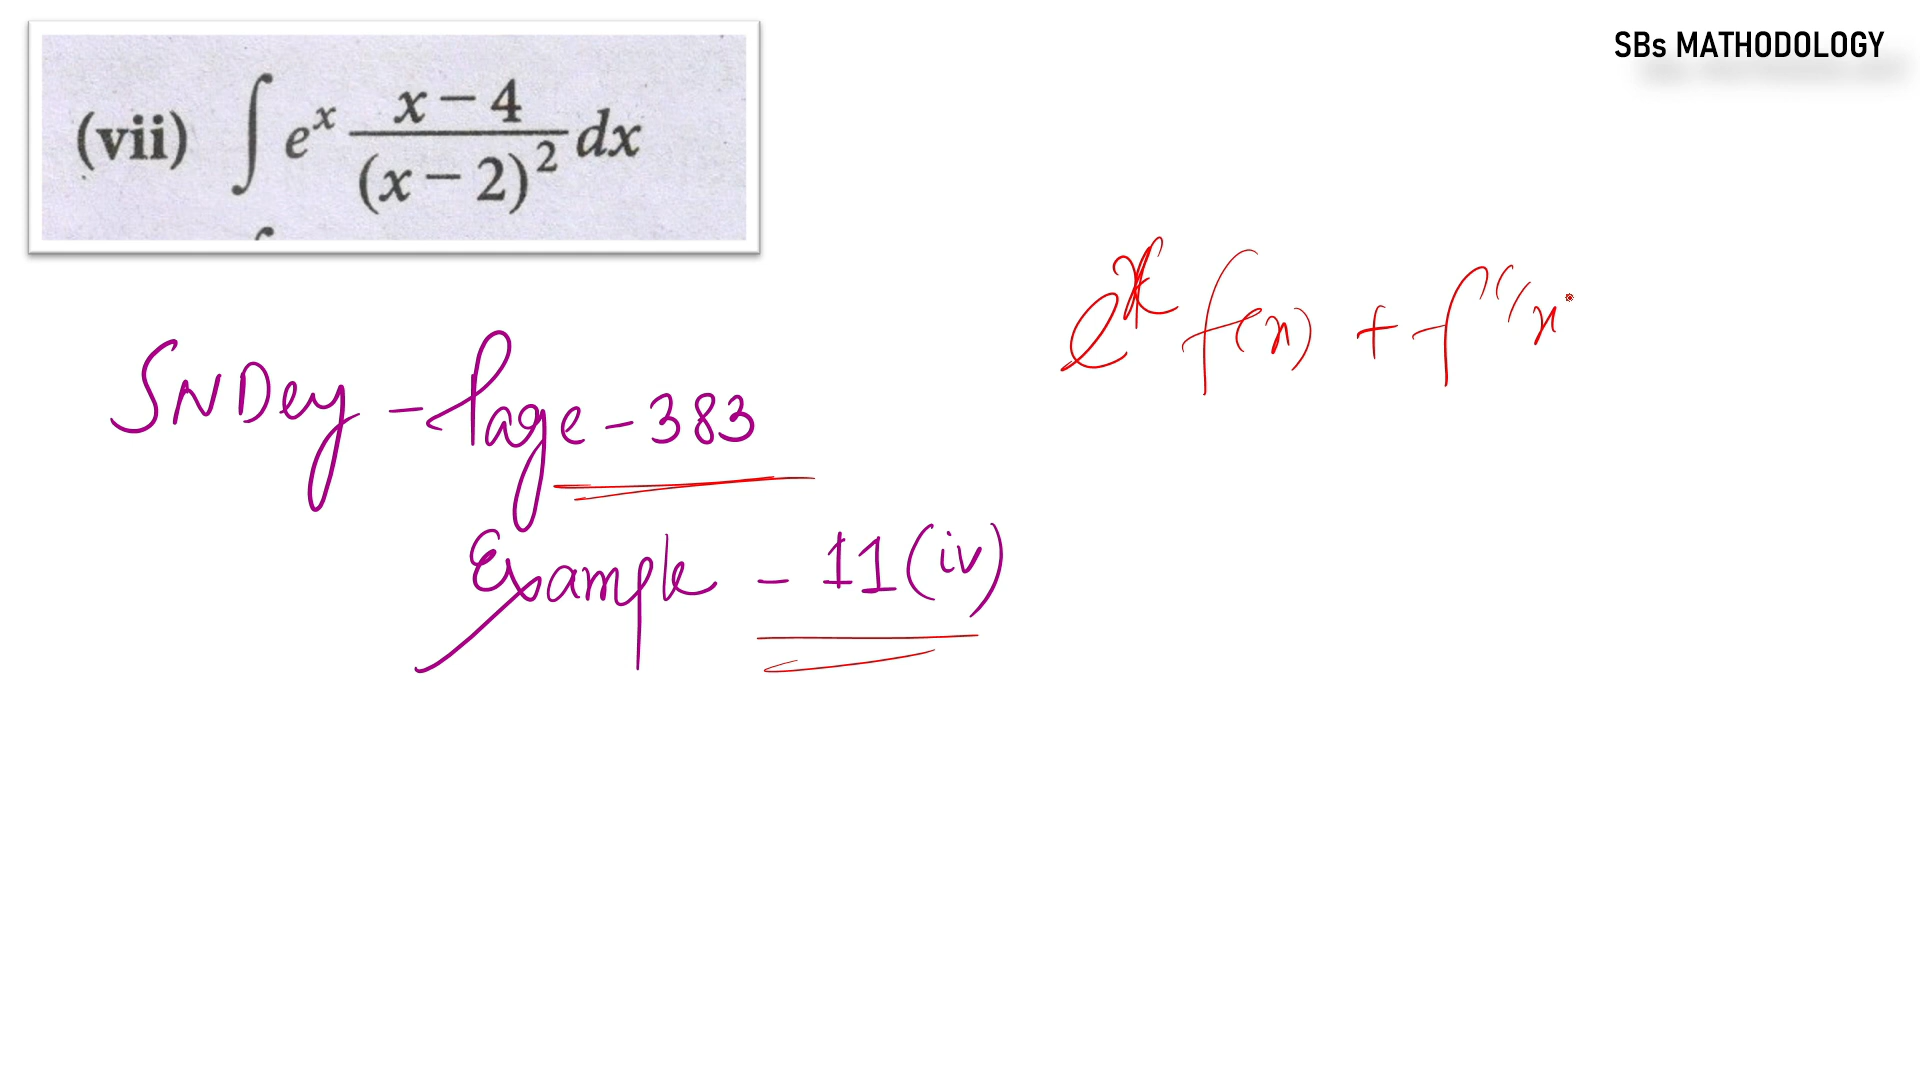 SBs MATHODOLOGY
(vii) ∫ e^x (x − 4)/(x − 2)² dx
e^x f(x) + f'(x
SNDey - Page - 383
Example - 11(iv)